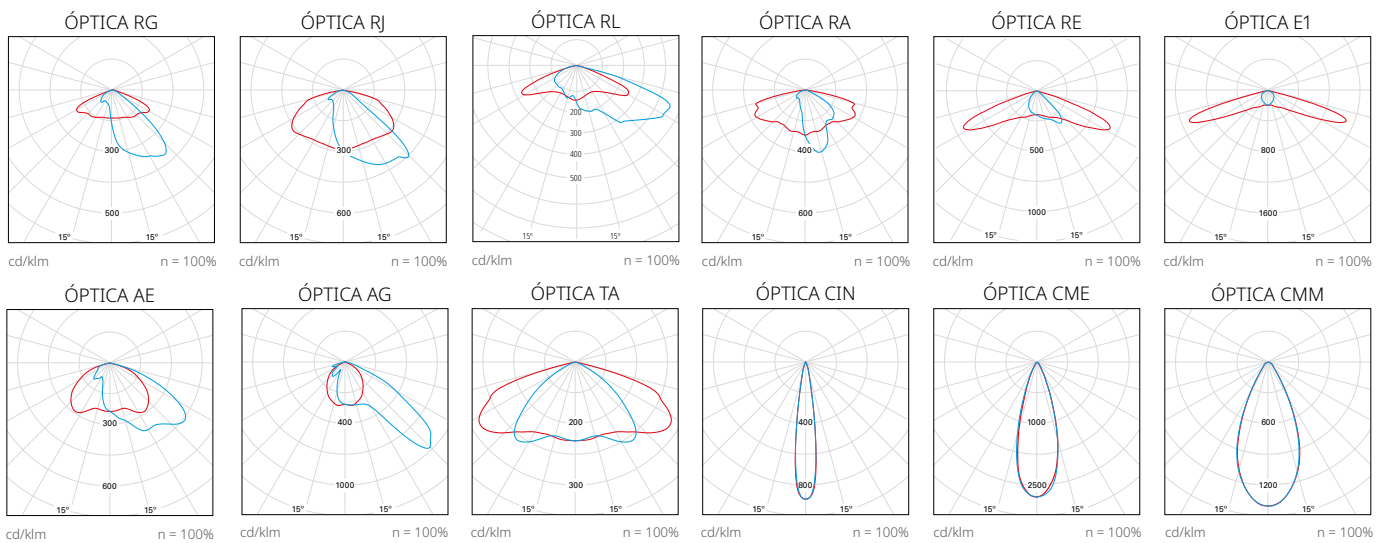 ÓPTICA RG
300
500
15° 15°
cd/klm n = 100%
ÓPTICA RJ
300
600
15° 15°
cd/klm n = 100%
ÓPTICA RL
200
200
300
400
500
15° 15°
cd/klm n = 100%
ÓPTICA RA
400
600
15° 15°
cd/klm n = 100%
ÓPTICA RE
500
1000
15° 15°
cd/klm n = 100%
ÓPTICA E1
800
1600
15° 15°
cd/klm n = 100%
ÓPTICA AE
300
600
15° 15°
cd/klm n = 100%
ÓPTICA AG
400
1000
15° 15°
cd/klm n = 100%
ÓPTICA TA
200
300
15° 15°
cd/klm n = 100%
ÓPTICA CIN
400
800
15° 15°
cd/klm n = 100%
ÓPTICA CME
1000
2500
15° 15°
cd/klm n = 100%
ÓPTICA CMM
600
1200
15° 15°
cd/klm n = 100%